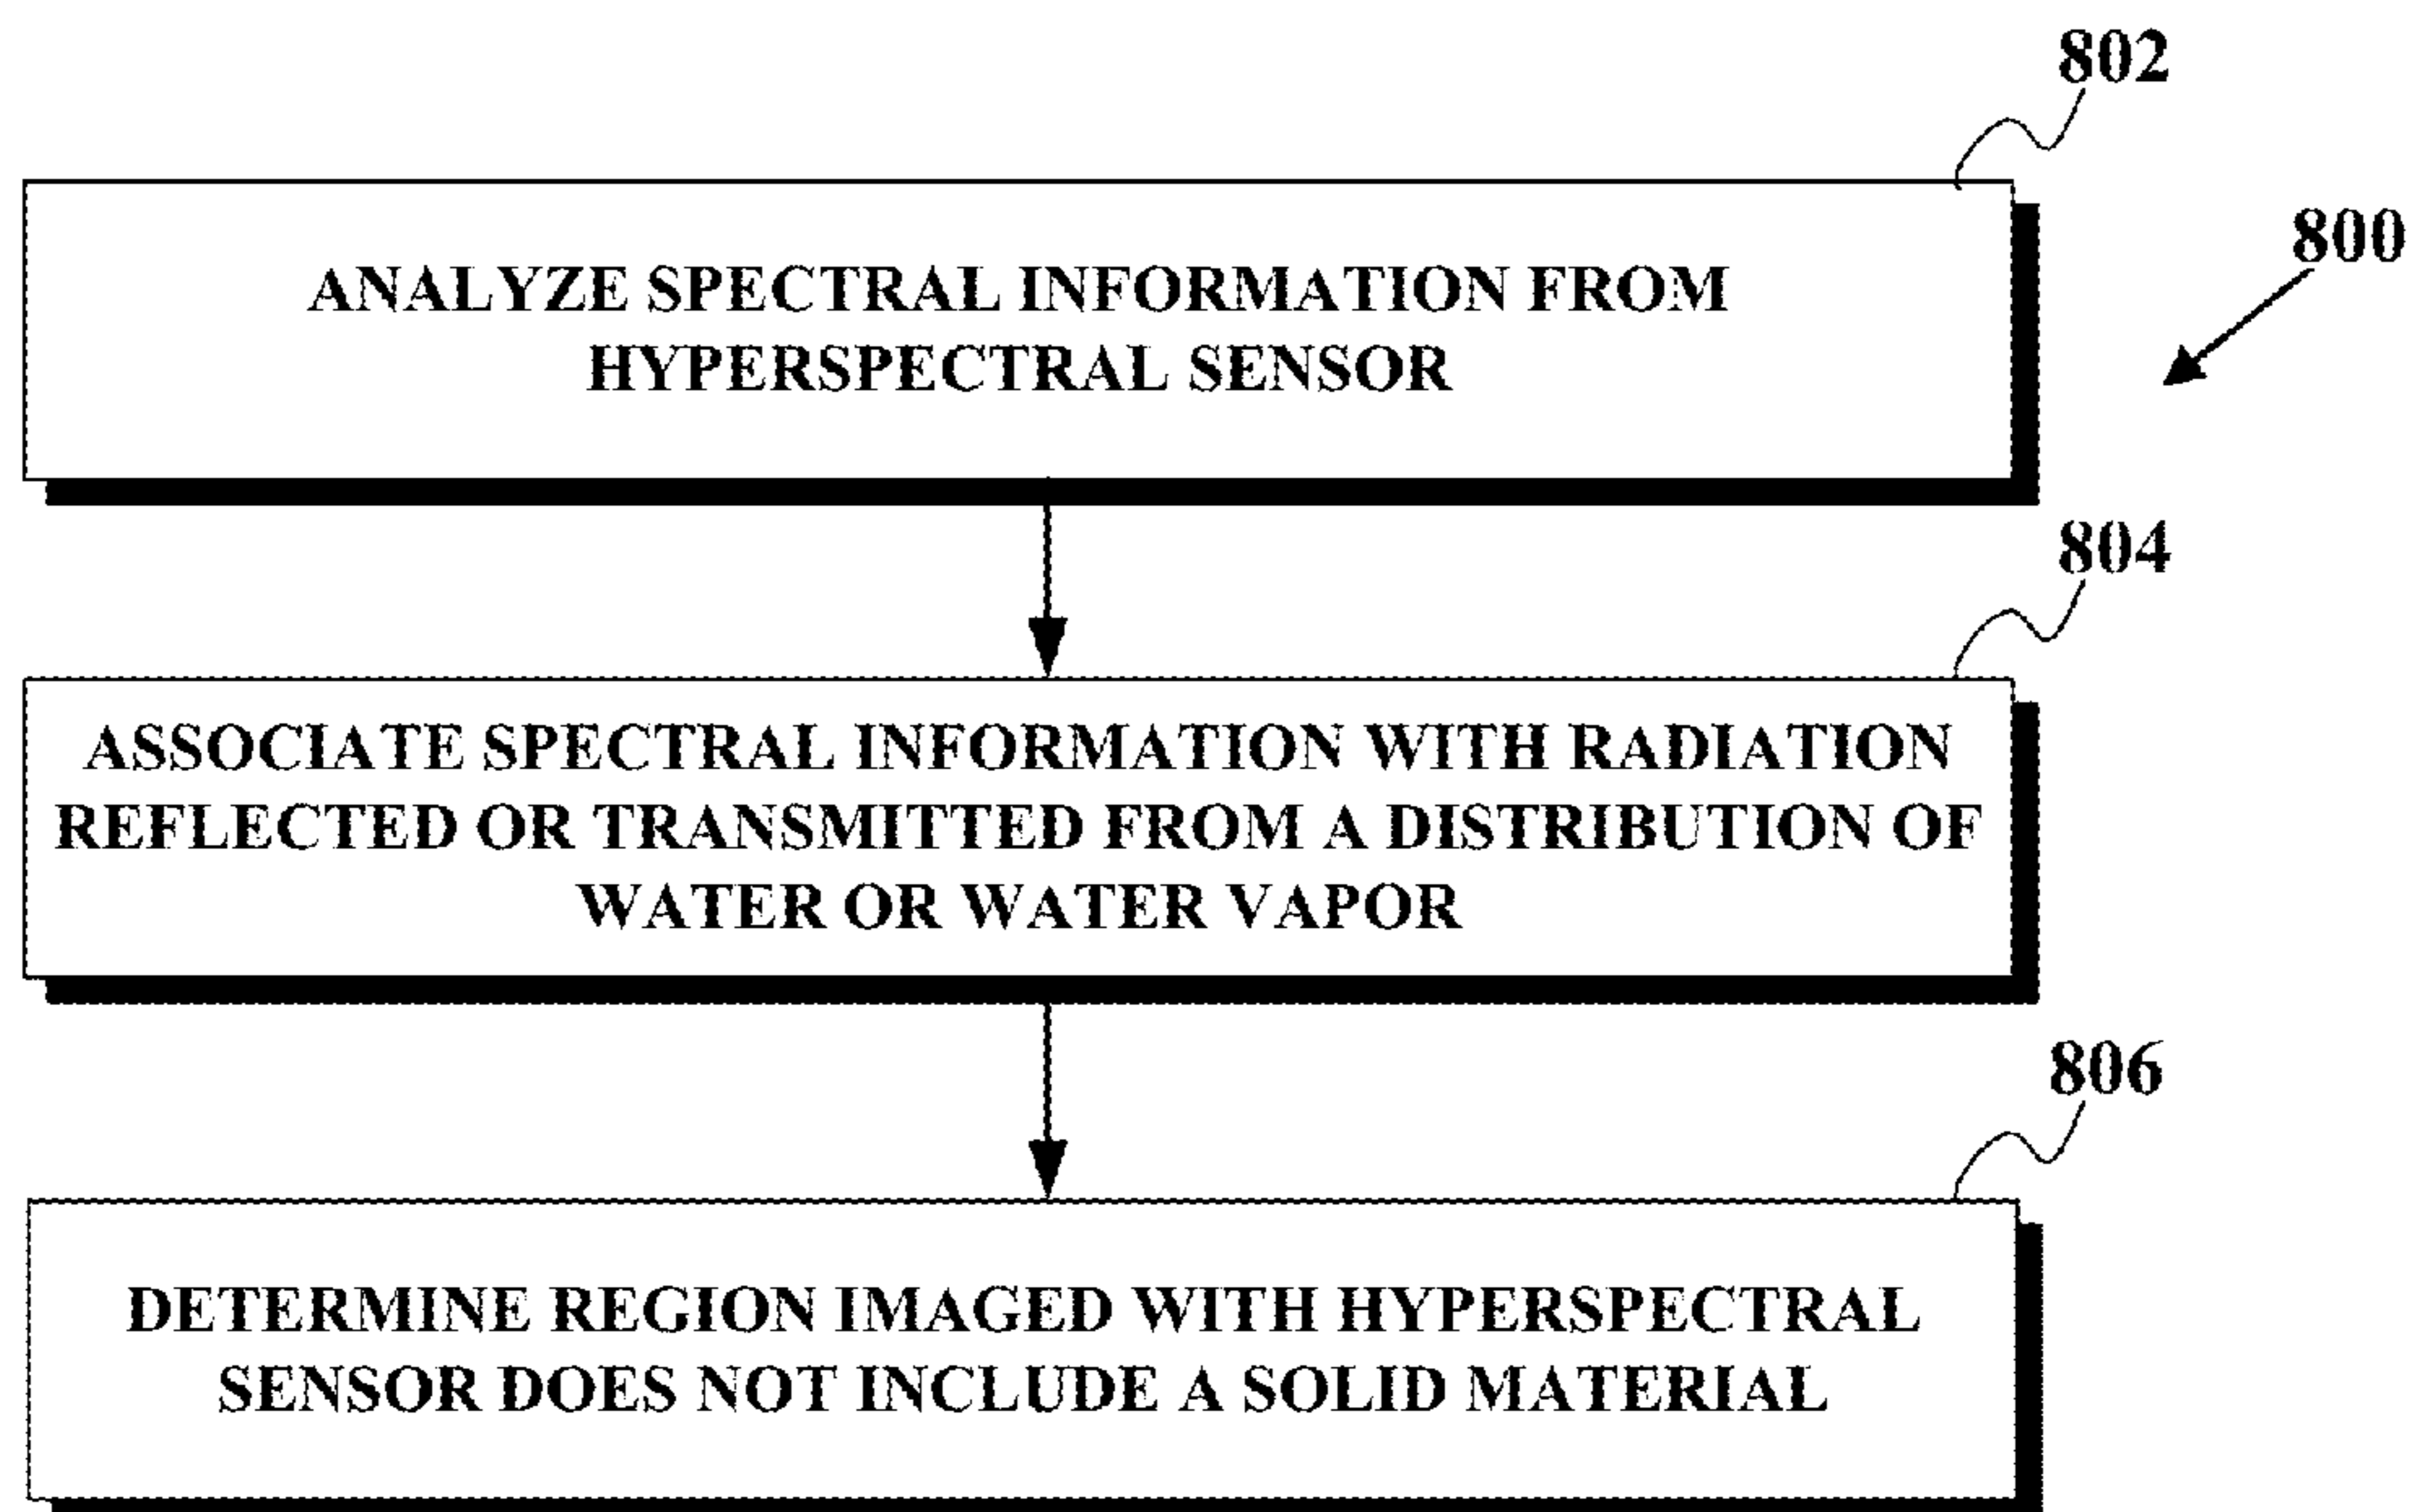 802
800
ANALYZE SPECTRAL INFORMATION FROM
HYPERSPECTRAL SENSOR
804
ASSOCIATE SPECTRAL INFORMATION WITH RADIATION
REFLECTED OR TRANSMITTED FROM A DISTRIBUTION OF
WATER OR WATER VAPOR
806
DETERMINE REGION IMAGED WITH HYPERSPECTRAL
SENSOR DOES NOT INCLUDE A SOLID MATERIAL